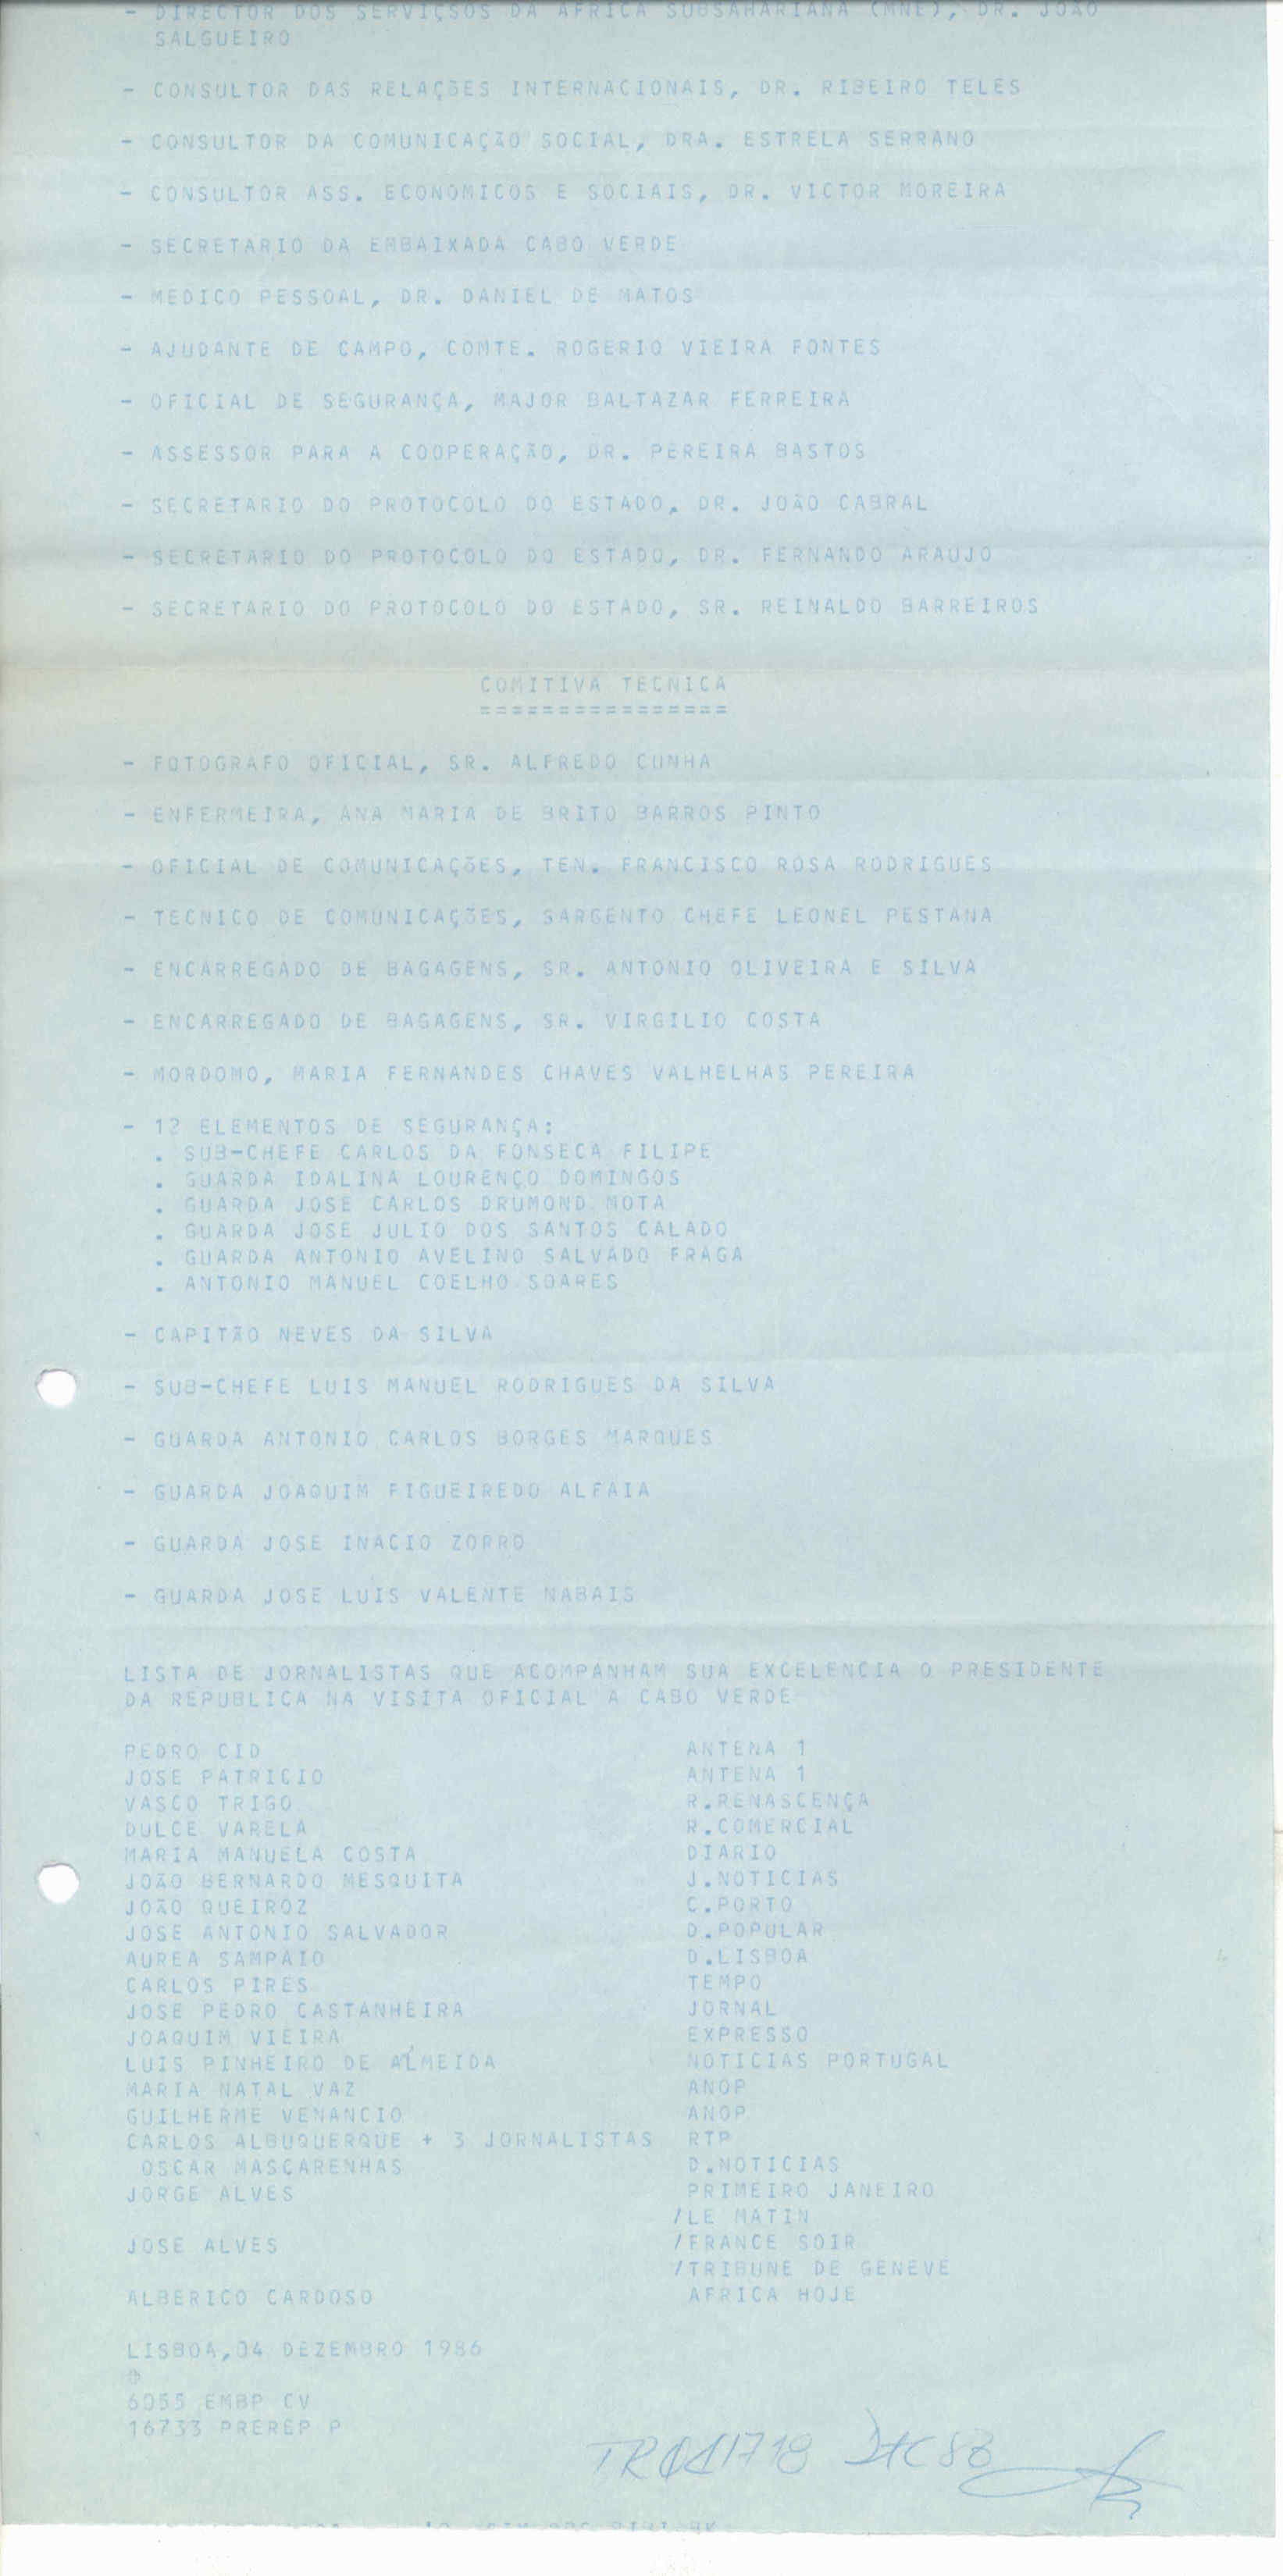 - DIRECTOR DOS SERVIÇSOS DA AFRICA SUBSAHARIANA (MNE), DR. JOÃO
SALGUEIRO
- CONSULTOR DAS RELAÇÕES INTERNACIONAIS, DR. RIBEIRO TELES
- CONSULTOR DA COMUNICAÇÃO SOCIAL, DRA. ESTRELA SERRANO
- CONSULTOR ASS. ECONOMICOS E SOCIAIS, DR. VICTOR MOREIRA
- SECRETARIO DA EMBAIXADA CABO VERDE
- MEDICO PESSOAL, DR. DANIEL DE MATOS
- AJUDANTE DE CAMPO, COMTE. ROGERIO VIEIRA FONTES
- OFICIAL DE SEGURANÇA, MAJOR BALTAZAR FERREIRA
- ASSESSOR PARA A COOPERAÇÃO, DR. PEREIRA BASTOS
- SECRETARIO DO PROTOCOLO DO ESTADO, DR. JOÃO CABRAL
- SECRETARIO DO PROTOCOLO DO ESTADO, DR. FERNANDO ARAUJO
- SECRETARIO DO PROTOCOLO DO ESTADO, SR. REINALDO BARREIROS
COMITIVA TECNICA
================
- FOTOGRAFO OFICIAL, SR. ALFREDO CUNHA
- ENFERMEIRA, ANA MARIA DE BRITO BARROS PINTO
- OFICIAL DE COMUNICAÇÕES, TEN. FRANCISCO ROSA RODRIGUES
- TECNICO DE COMUNICAÇÕES, SARGENTO CHEFE LEONEL PESTANA
- ENCARREGADO DE BAGAGENS, SR. ANTONIO OLIVEIRA E SILVA
- ENCARREGADO DE BAGAGENS, SR. VIRGILIO COSTA
- MORDOMO, MARIA FERNANDES CHAVES VALHELHAS PEREIRA
- 12 ELEMENTOS DE SEGURANÇA:
. SUB-CHEFE CARLOS DA FONSECA FILIPE
. GUARDA IDALINA LOURENÇO DOMINGOS
. GUARDA JOSE CARLOS DRUMOND MOTA
. GUARDA JOSE JULIO DOS SANTOS CALADO
. GUARDA ANTONIO AVELINO SALVADO FRAGA
. ANTONIO MANUEL COELHO SOARES
- CAPITÃO NEVES DA SILVA
- SUB-CHEFE LUIS MANUEL RODRIGUES DA SILVA
- GUARDA ANTONIO CARLOS BORGES MARQUES
- GUARDA JOAQUIM FIGUEIREDO ALFAIA
- GUARDA JOSE INACIO ZORRO
- GUARDA JOSE LUIS VALENTE NABAIS
LISTA DE JORNALISTAS QUE ACOMPANHAM SUA EXCELENCIA O PRESIDENTE
DA REPUBLICA NA VISITA OFICIAL A CABO VERDE
PEDRO CID ANTENA 1
JOSE PATRICIO ANTENA 1
VASCO TRIGO R.RENASCENÇA
DULCE VARELA R.COMERCIAL
MARIA MANUELA COSTA DIARIO
JOÃO BERNARDO MESQUITA J.NOTICIAS
JOÃO QUEIROZ C.PORTO
JOSE ANTONIO SALVADOR D.POPULAR
AUREA SAMPAIO D.LISBOA
CARLOS PIRES TEMPO
JOSE PEDRO CASTANHEIRA JORNAL
JOAQUIM VIEIRA EXPRESSO
LUIS PINHEIRO DE ALMEIDA NOTICIAS PORTUGAL
MARIA NATAL VAZ ANOP
GUILHERME VENANCIO ANOP
CARLOS ALBUQUERQUE + 3 JORNALISTAS RTP
OSCAR MASCARENHAS D.NOTICIAS
JORGE ALVES PRIMEIRO JANEIRO
/LE MATIN
JOSE ALVES /FRANCE SOIR
/TRIBUNE DE GENEVE
ALBERICO CARDOSO AFRICA HOJE
LISBOA,04 DEZEMBRO 1986
6055 EMBP CV
16733 PREREP P